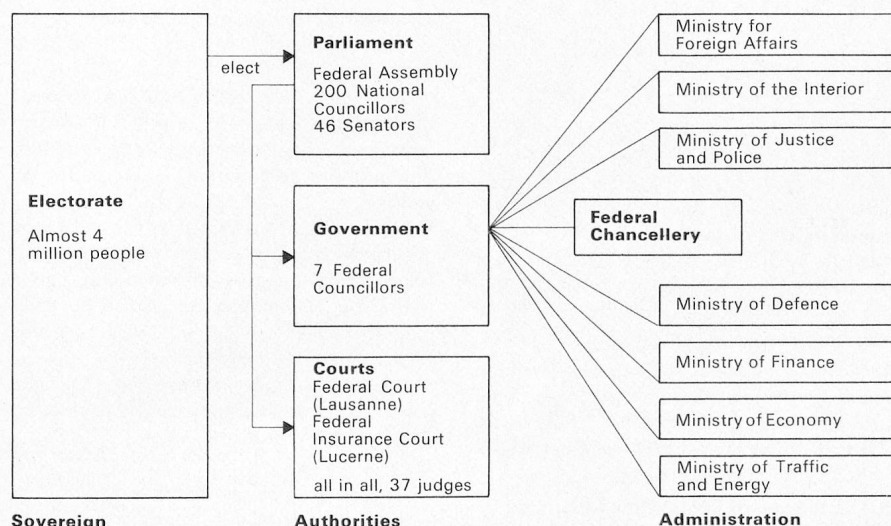 Electorate
Almost 4
million people
elect
Parliament
Federal Assembly
200 National
Councillors
46 Senators
Government
7 Federal
Councillors
Courts
Federal Court
(Lausanne)
Federal
Insurance Court
(Lucerne)
all in all, 37 judges
Ministry for
Foreign Affairs
Ministry of the Interior
Ministry of Justice
and Police
Federal
Chancellery
Ministry of Defence
Ministry of Finance
Ministry of Economy
Ministry of Traffic
and Energy
Sovereign
Authorities
Administration